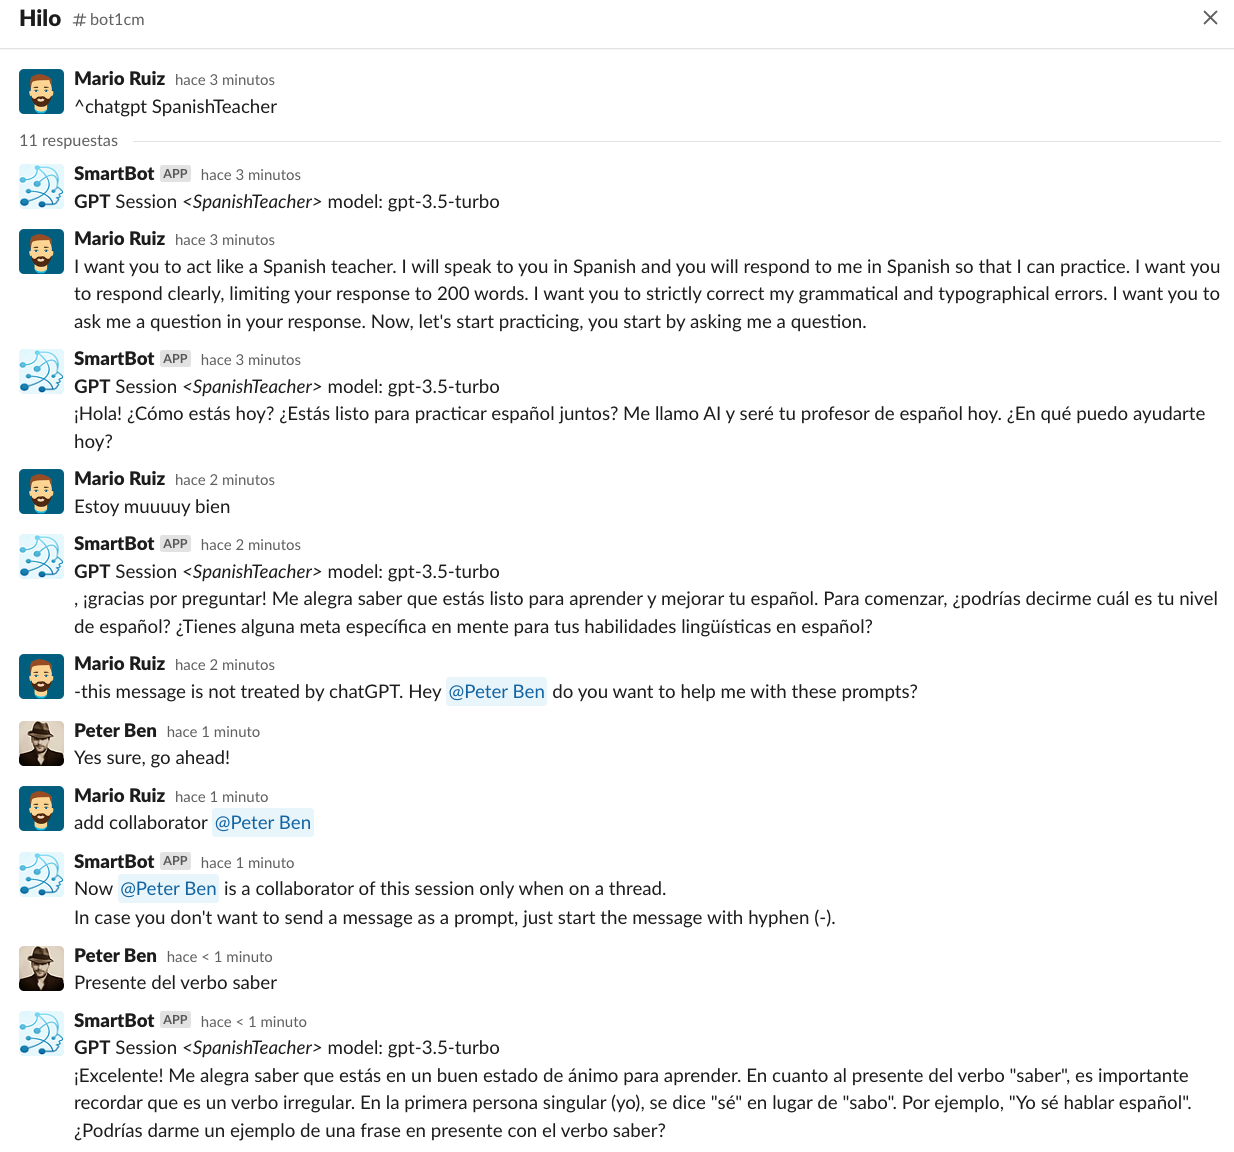 Hilo # bot1cm
Mario Ruiz hace 3 minutos
^chatgpt SpanishTeacher
11 respuestas
SmartBot APP hace 3 minutos
GPT Session <SpanishTeacher> model: gpt-3.5-turbo
Mario Ruiz hace 3 minutos
I want you to act like a Spanish teacher. I will speak to you in Spanish and you will respond to me in Spanish so that I can practice. I want you
to respond clearly, limiting your response to 200 words. I want you to strictly correct my grammatical and typographical errors. I want you to
ask me a question in your response. Now, let's start practicing, you start by asking me a question.
SmartBot APP hace 3 minutos
GPT Session <SpanishTeacher> model: gpt-3.5-turbo
¡Hola! ¿Cómo estás hoy? ¿Estás listo para practicar español juntos? Me llamo AI y seré tu profesor de español hoy. ¿En qué puedo ayudarte
hoy?
Mario Ruiz hace 2 minutos
Estoy muuuuy bien
SmartBot APP hace 2 minutos
GPT Session <SpanishTeacher> model: gpt-3.5-turbo
, ¡gracias por preguntar! Me alegra saber que estás listo para aprender y mejorar tu español. Para comenzar, ¿podrías decirme cuál es tu nivel
de español? ¿Tienes alguna meta específica en mente para tus habilidades lingüísticas en español?
Mario Ruiz hace 2 minutos
-this message is not treated by chatGPT. Hey @Peter Ben do you want to help me with these prompts?
Peter Ben hace 1 minuto
Yes sure, go ahead!
Mario Ruiz hace 1 minuto
add collaborator @Peter Ben
SmartBot APP hace 1 minuto
Now @Peter Ben is a collaborator of this session only when on a thread.
In case you don't want to send a message as a prompt, just start the message with hyphen (-).
Peter Ben hace < 1 minuto
Presente del verbo saber
SmartBot APP hace < 1 minuto
GPT Session <SpanishTeacher> model: gpt-3.5-turbo
¡Excelente! Me alegra saber que estás en un buen estado de ánimo para aprender. En cuanto al presente del verbo "saber", es importante
recordar que es un verbo irregular. En la primera persona singular (yo), se dice "sé" en lugar de "sabo". Por ejemplo, "Yo sé hablar español".
¿Podrías darme un ejemplo de una frase en presente con el verbo saber?